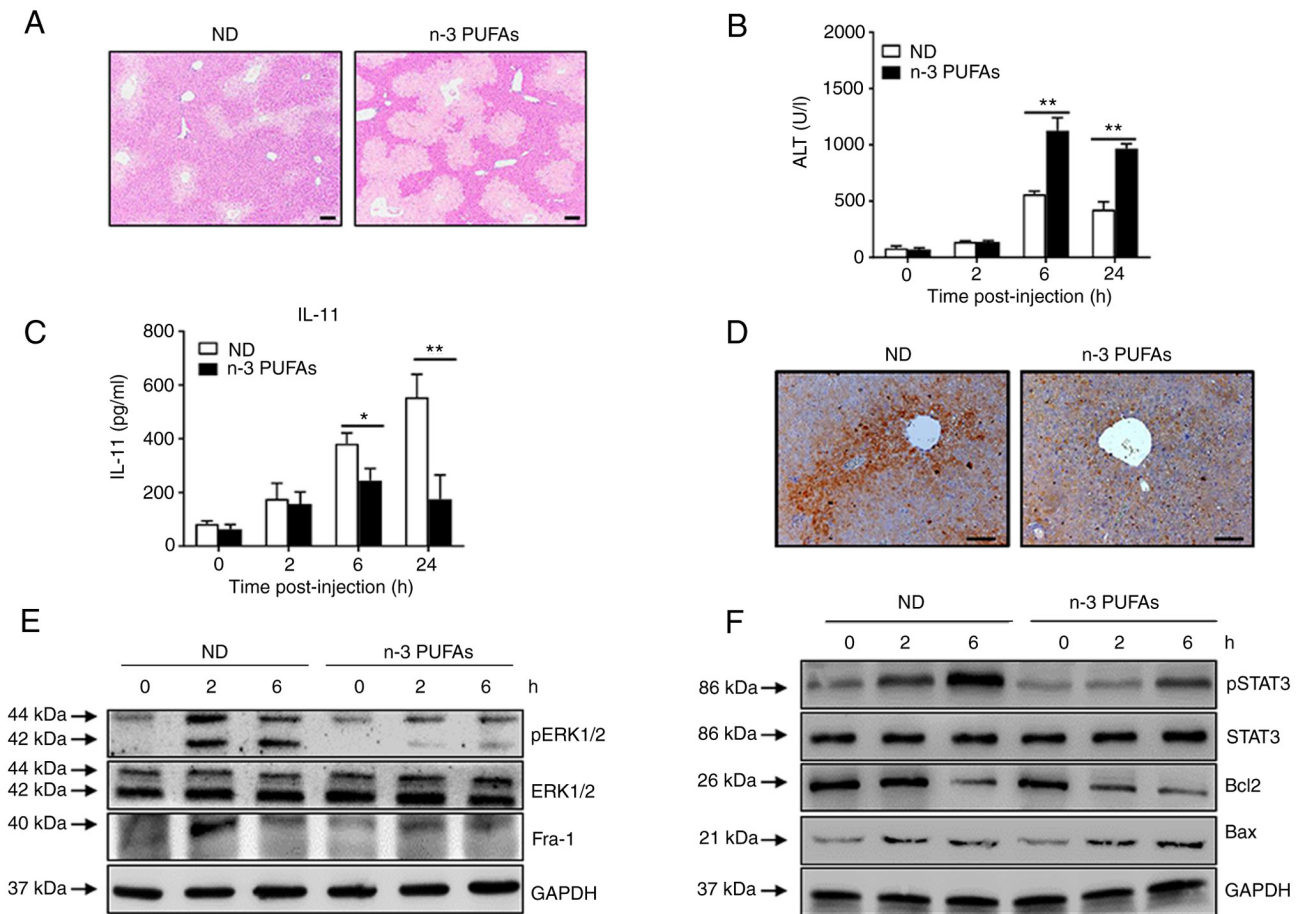 A
ND
n-3 PUFAs
B
2000
1500
1000
500
0
ALT (U/l)
ND
n-3 PUFAs
**
**
0 2 6 24
Time post-injection (h)
C
IL-11
800
600
400
200
0
IL-11 (pg/ml)
ND
n-3 PUFAs
*
**
0 2 6 24
Time post-injection (h)
D
ND
n-3 PUFAs
E
ND n-3 PUFAs
0 2 6 0 2 6 h
44 kDa
42 kDa
pERK1/2
44 kDa
42 kDa
ERK1/2
40 kDa
Fra-1
37 kDa
GAPDH
F
ND n-3 PUFAs
0 2 6 0 2 6 h
86 kDa pSTAT3
86 kDa STAT3
26 kDa Bcl2
21 kDa Bax
37 kDa GAPDH